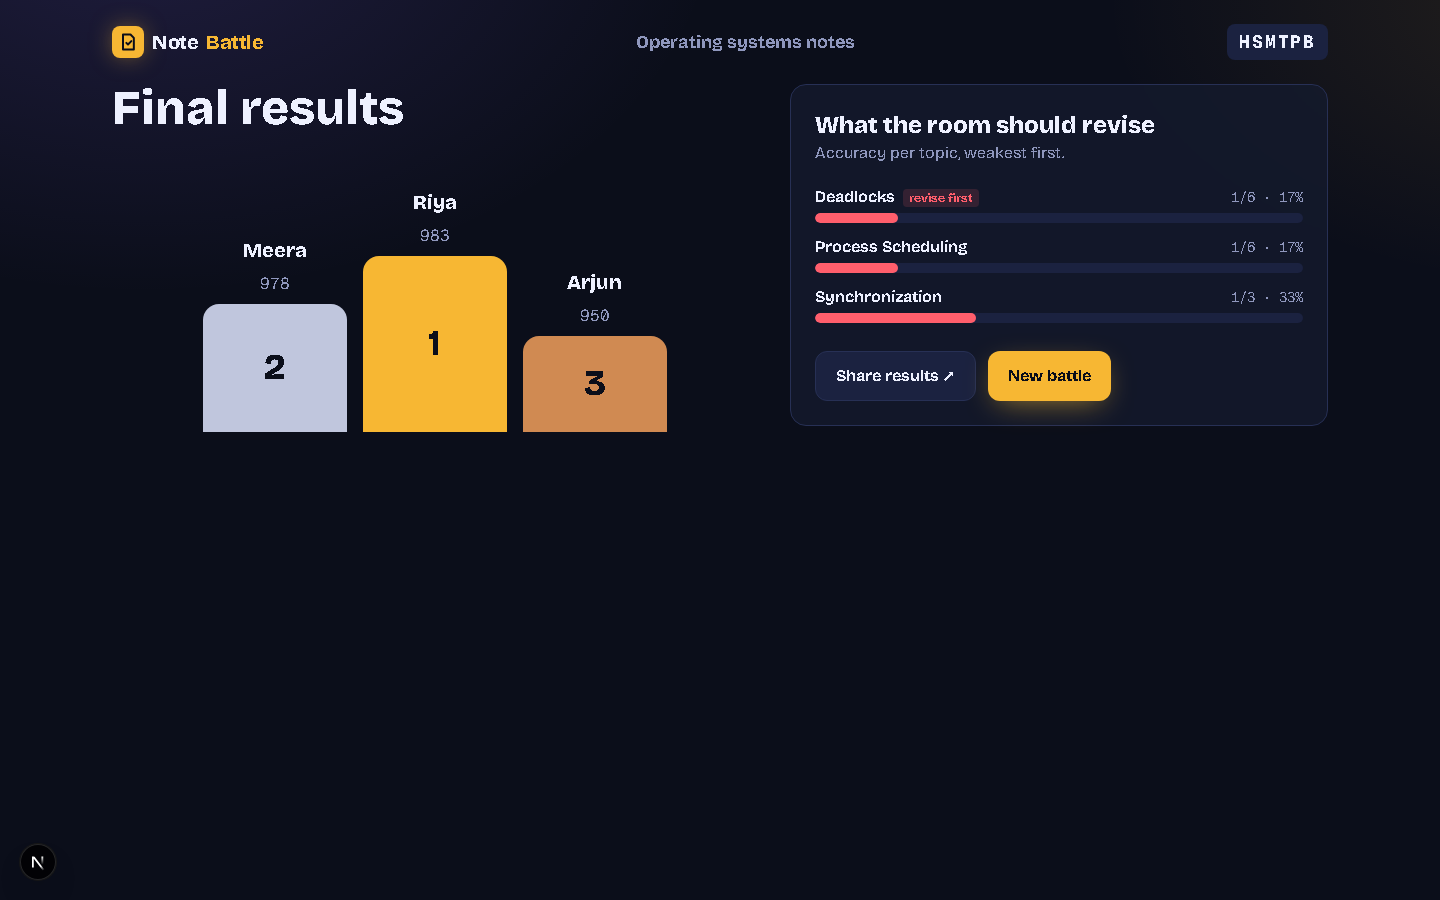 Note Battle
Operating systems notes
HSMTPB
Final results
Riya
983
Meera
978
Arjun
950
1
2
3
What the room should revise
Accuracy per topic, weakest first.
Deadlocks revise first 1/6 · 17%
Process Scheduling 1/6 · 17%
Synchronization 1/3 · 33%
Share results ↗ New battle
N